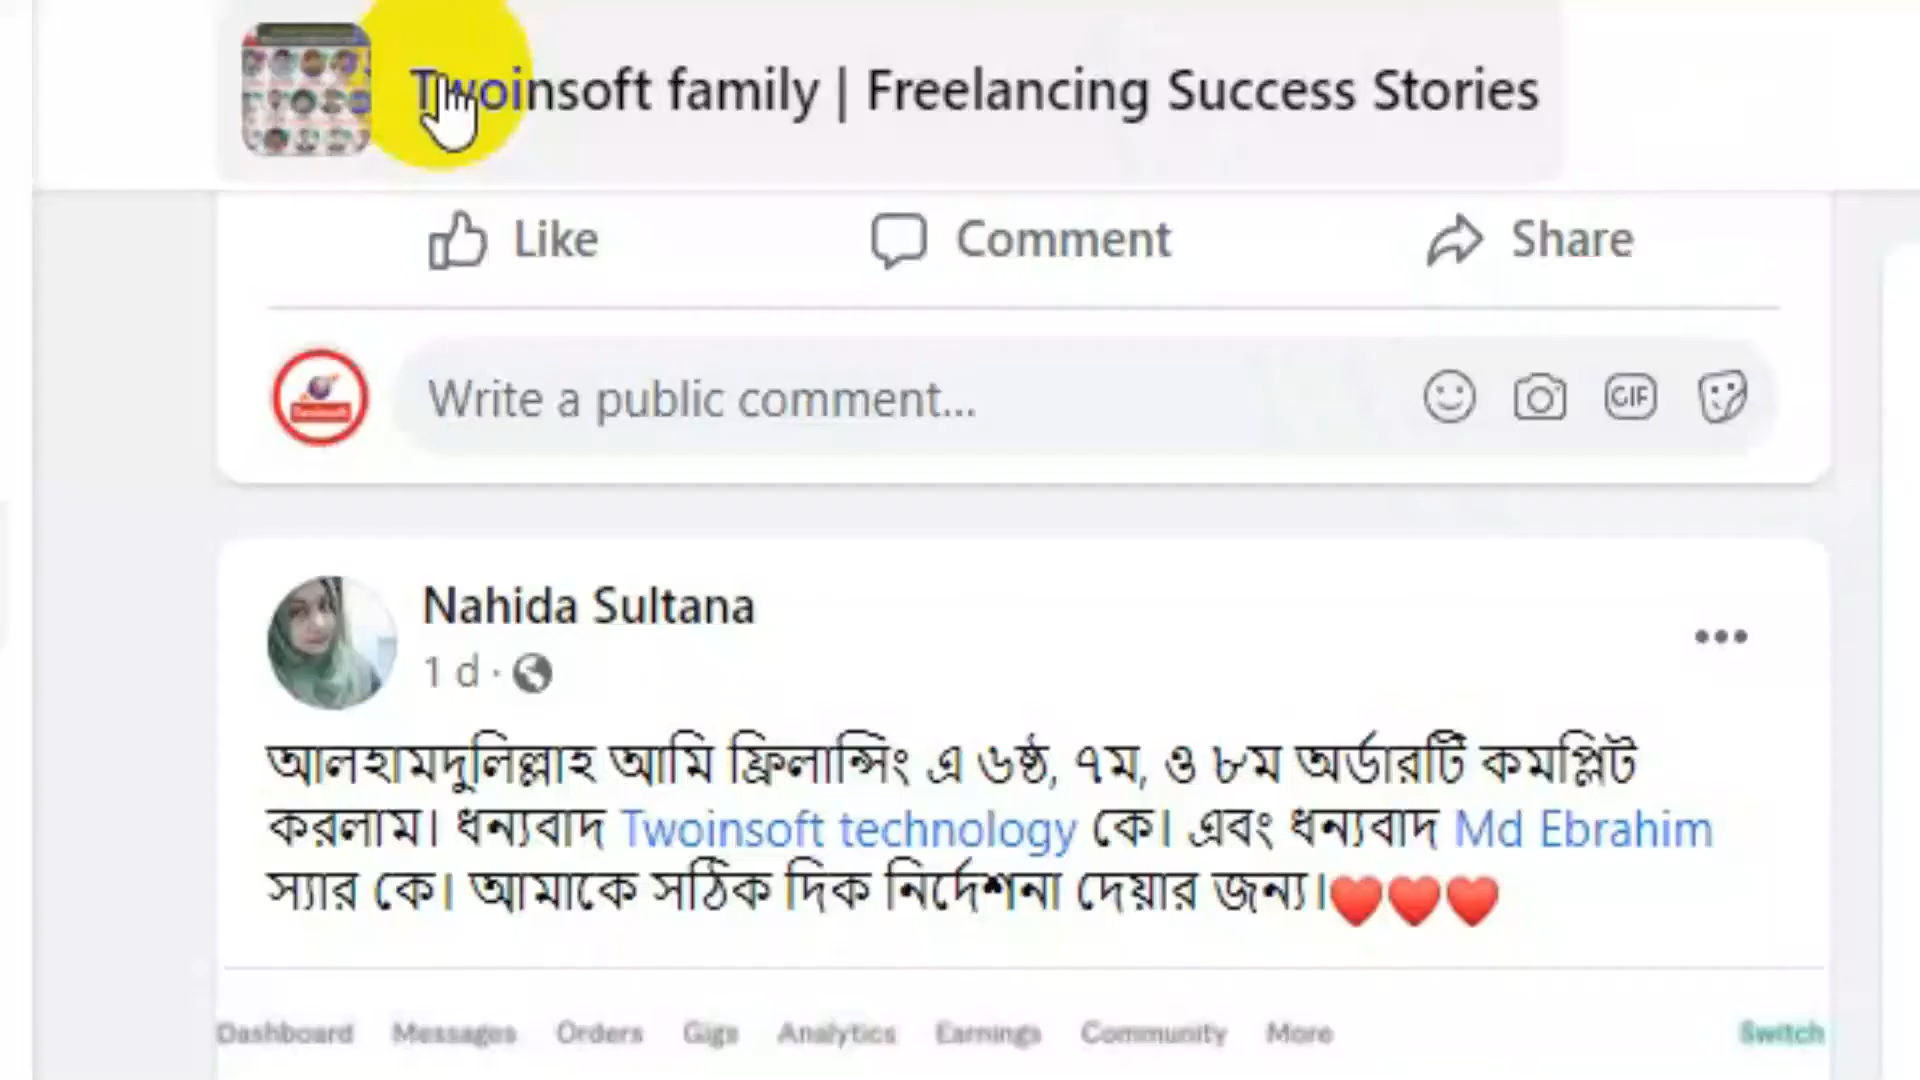 Twoinsoft family | Freelancing Success Stories
Like Comment Share
Write a public comment...
GIF
Nahida Sultana
1 d ·
আলহামদুলিল্লাহ আমি ফ্রিলান্সিং এ ৬ষ্ঠ, ৭ম, ও ৮ম অর্ডারটি কমপ্লিট
করলাম। ধন্যবাদ Twoinsoft technology কে। এবং ধন্যবাদ Md Ebrahim
স্যার কে। আমাকে সঠিক দিক নির্দেশনা দেয়ার জন্য।❤❤❤
Dashboard Messages Orders Gigs Analytics Earnings Community More Switch